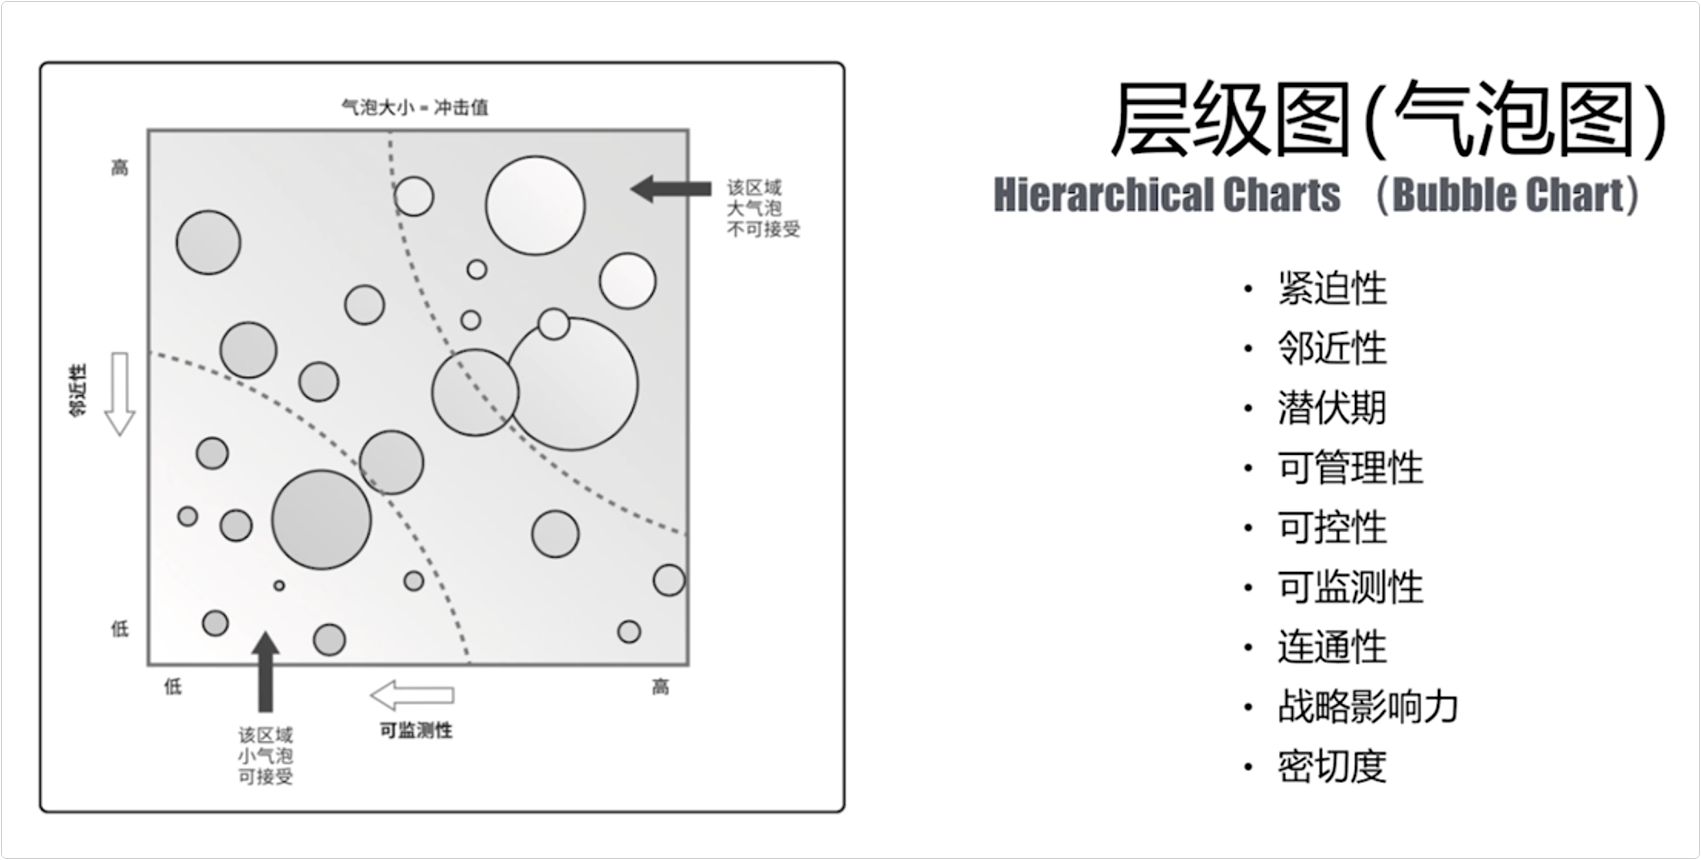 气泡大小 = 冲击值
高
该区域
大气泡
不可接受
邻近性
低
低
高
可监测性
该区域
小气泡
可接受
层级图(气泡图)
Hierarchical Charts （Bubble Chart）
• 紧迫性
• 邻近性
• 潜伏期
• 可管理性
• 可控性
• 可监测性
• 连通性
• 战略影响力
• 密切度